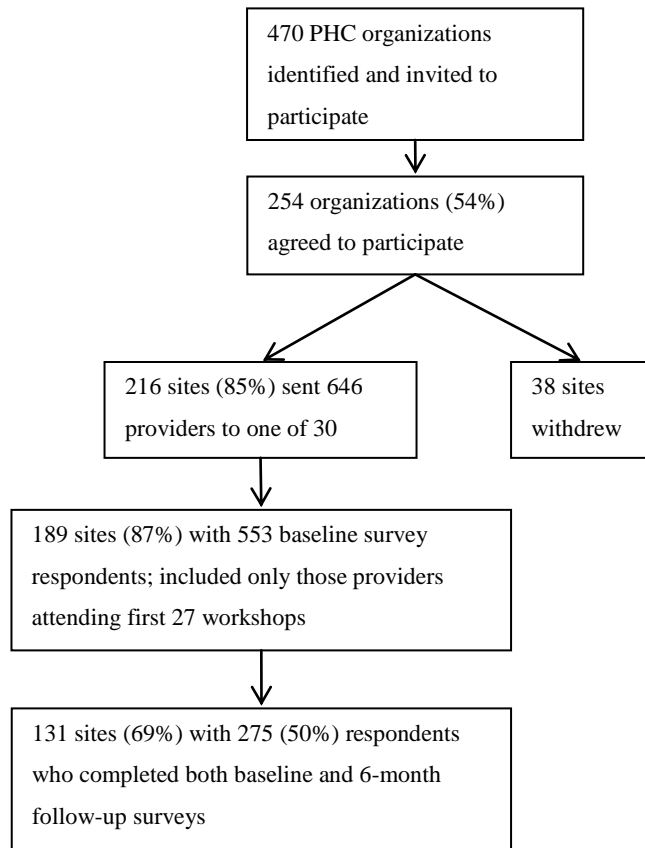 470 PHC organizations
identified and invited to
participate
254 organizations (54%)
agreed to participate
216 sites (85%) sent 646
providers to one of 30
38 sites
withdrew
189 sites (87%) with 553 baseline survey
respondents; included only those providers
attending first 27 workshops
131 sites (69%) with 275 (50%) respondents
who completed both baseline and 6-month
follow-up surveys